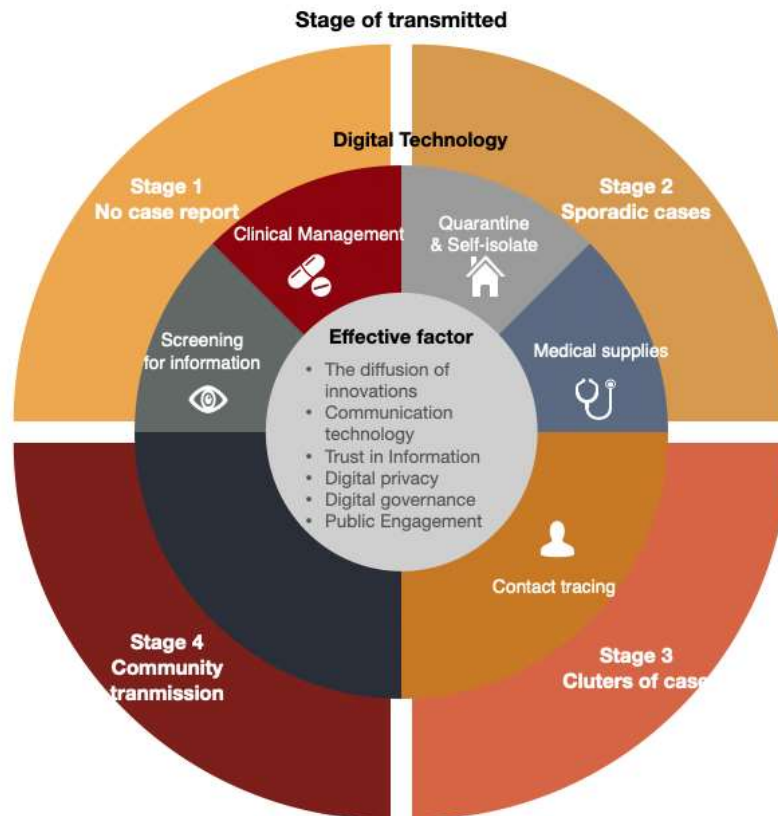 Stage of transmitted
Digital Technology
Stage 1
No case report
Stage 2
Sporadic cases
Clinical Management
Quarantine
& Self-isolate
Screening
for information
Medical supplies
Effective factor
• The diffusion of
innovations
• Communication
technology
• Trust in Information
• Digital privacy
• Digital governance
• Public Engagement
Contact tracing
Stage 4
Community
tranmission
Stage 3
Cluters of case